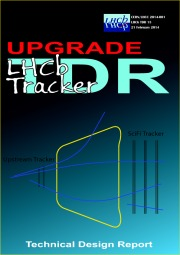 LHCb
CERN/LHCC 2014-001
LHCb TDR 15
21 February 2014
UPGRADE
LHCb TDR
Tracker
SciFi Tracker
Upstream Tracker
Technical Design Report